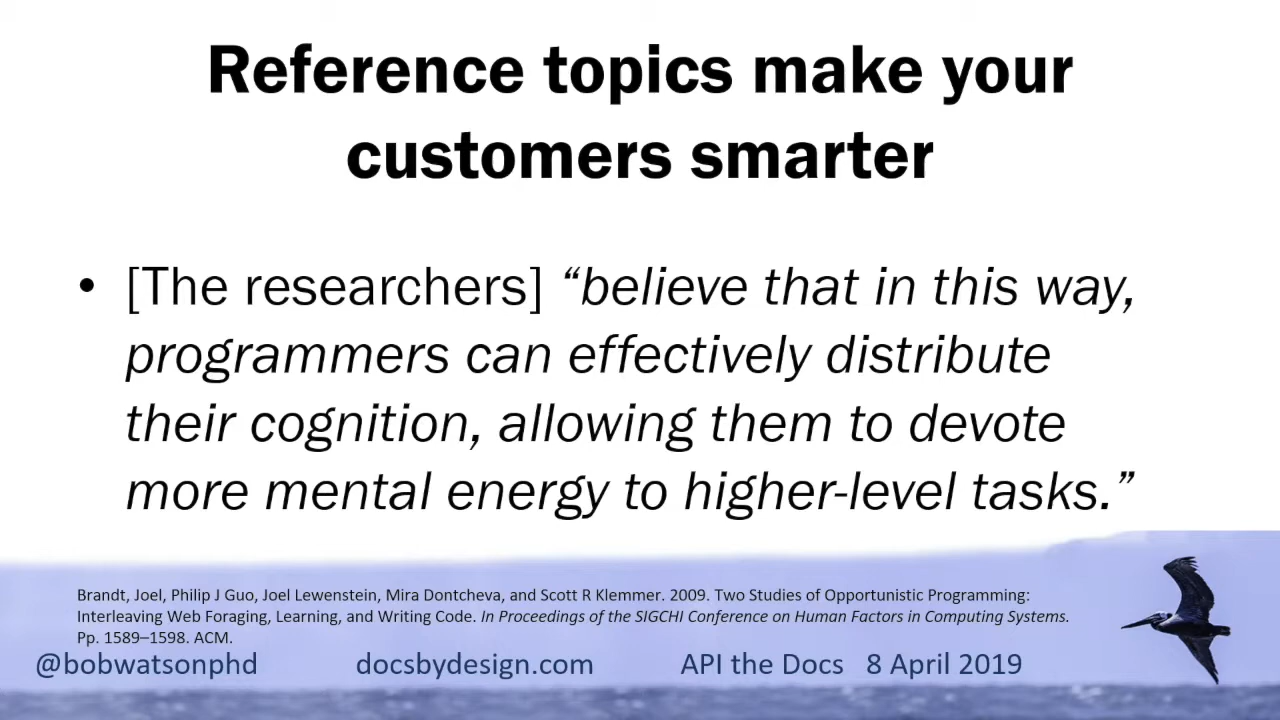 Reference topics make your
customers smarter
• [The researchers] “believe that in this way,
programmers can effectively distribute
their cognition, allowing them to devote
more mental energy to higher-level tasks.”
Brandt, Joel, Philip J Guo, Joel Lewenstein, Mira Dontcheva, and Scott R Klemmer. 2009. Two Studies of Opportunistic Programming:
Interleaving Web Foraging, Learning, and Writing Code. In Proceedings of the SIGCHI Conference on Human Factors in Computing Systems.
Pp. 1589–1598. ACM.
@bobwatsonphd docsbydesign.com API the Docs 8 April 2019